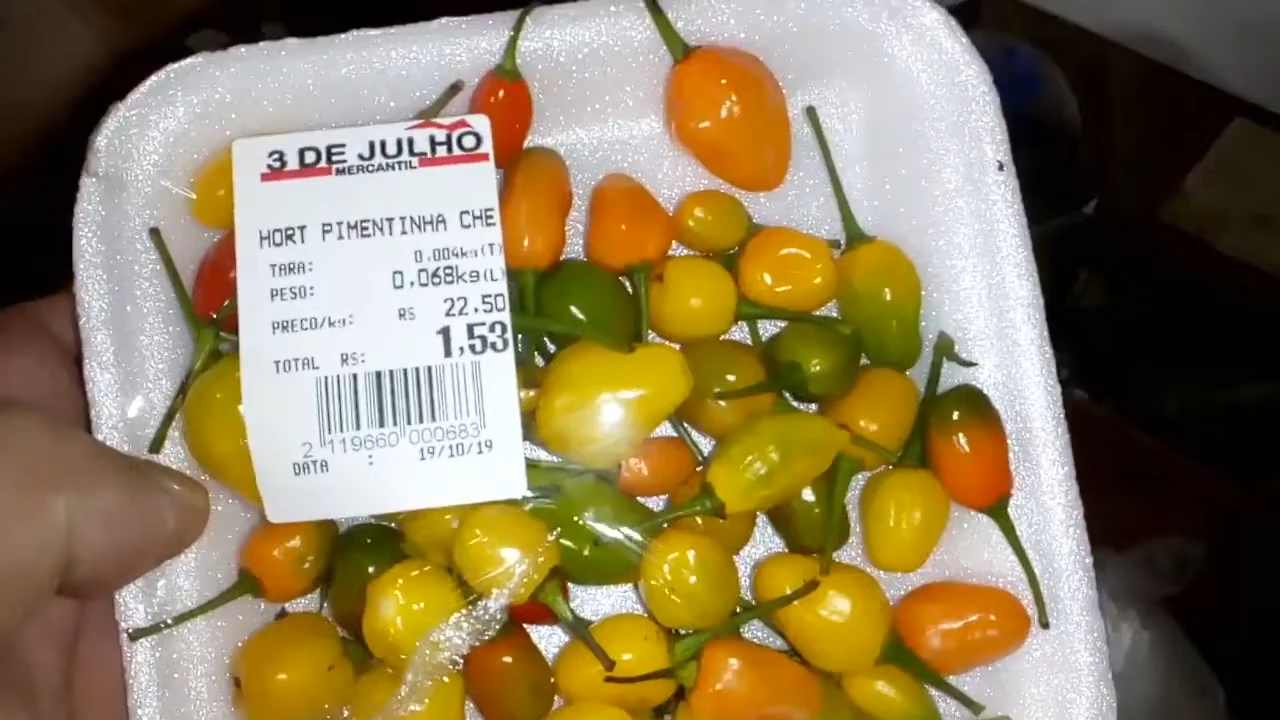 3 DE JULHO
MERCANTIL
HORT PIMENTINHA CHE
TARA: 0.004kg(T)
PESO: 0,068kg(L)
PRECO/kg: R$ 22,50
TOTAL R$: 1,53
2 119660 000683
DATA : 19/10/19